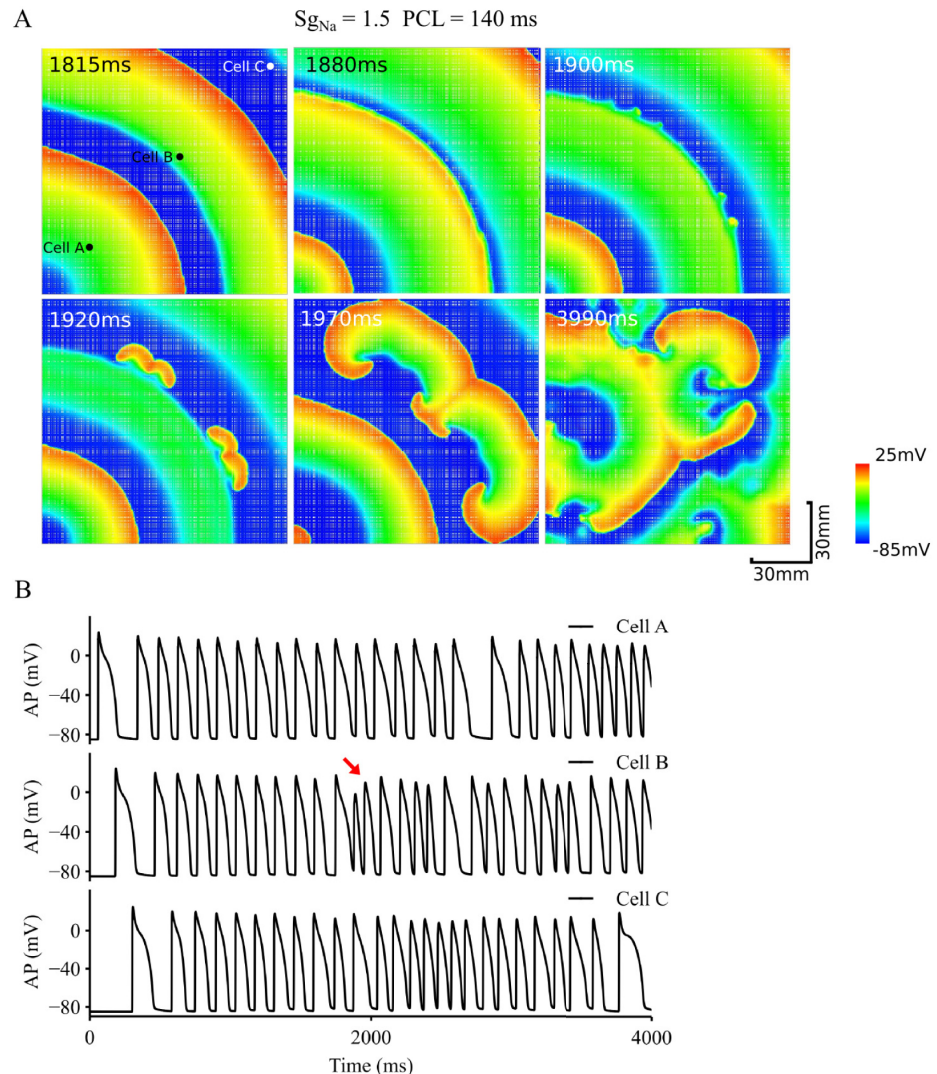 A
Sg_Na = 1.5 PCL = 140 ms
1815ms
Cell C
Cell B
Cell A
1880ms
1900ms
1920ms
1970ms
3990ms
25mV
-85mV
30mm
30mm
B
Cell A
0
−40
−80
AP (mV)
Cell B
0
−40
−80
AP (mV)
Cell C
0
−40
−80
AP (mV)
0
2000
4000
Time (ms)